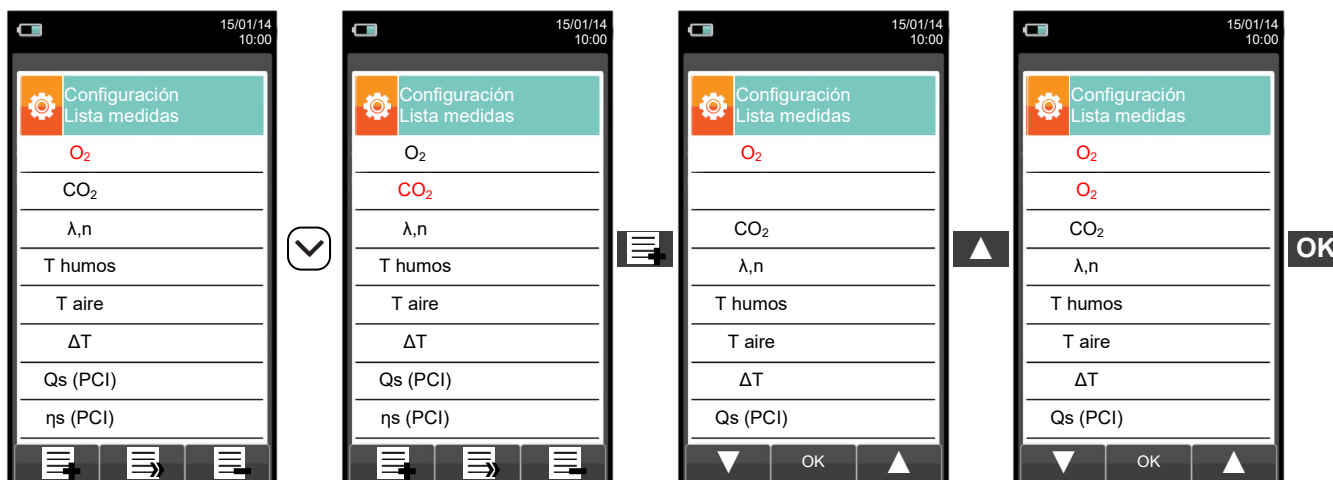 15/01/14
10:00
Configuración
Lista medidas
O₂
CO₂
λ,n
T humos
T aire
ΔT
Qs (PCI)
ηs (PCI)
15/01/14
10:00
Configuración
Lista medidas
O₂
CO₂
λ,n
T humos
T aire
ΔT
Qs (PCI)
ηs (PCI)
15/01/14
10:00
Configuración
Lista medidas
O₂
CO₂
λ,n
T humos
T aire
ΔT
Qs (PCI)
OK
15/01/14
10:00
Configuración
Lista medidas
O₂
O₂
CO₂
λ,n
T humos
T aire
ΔT
Qs (PCI)
OK
OK